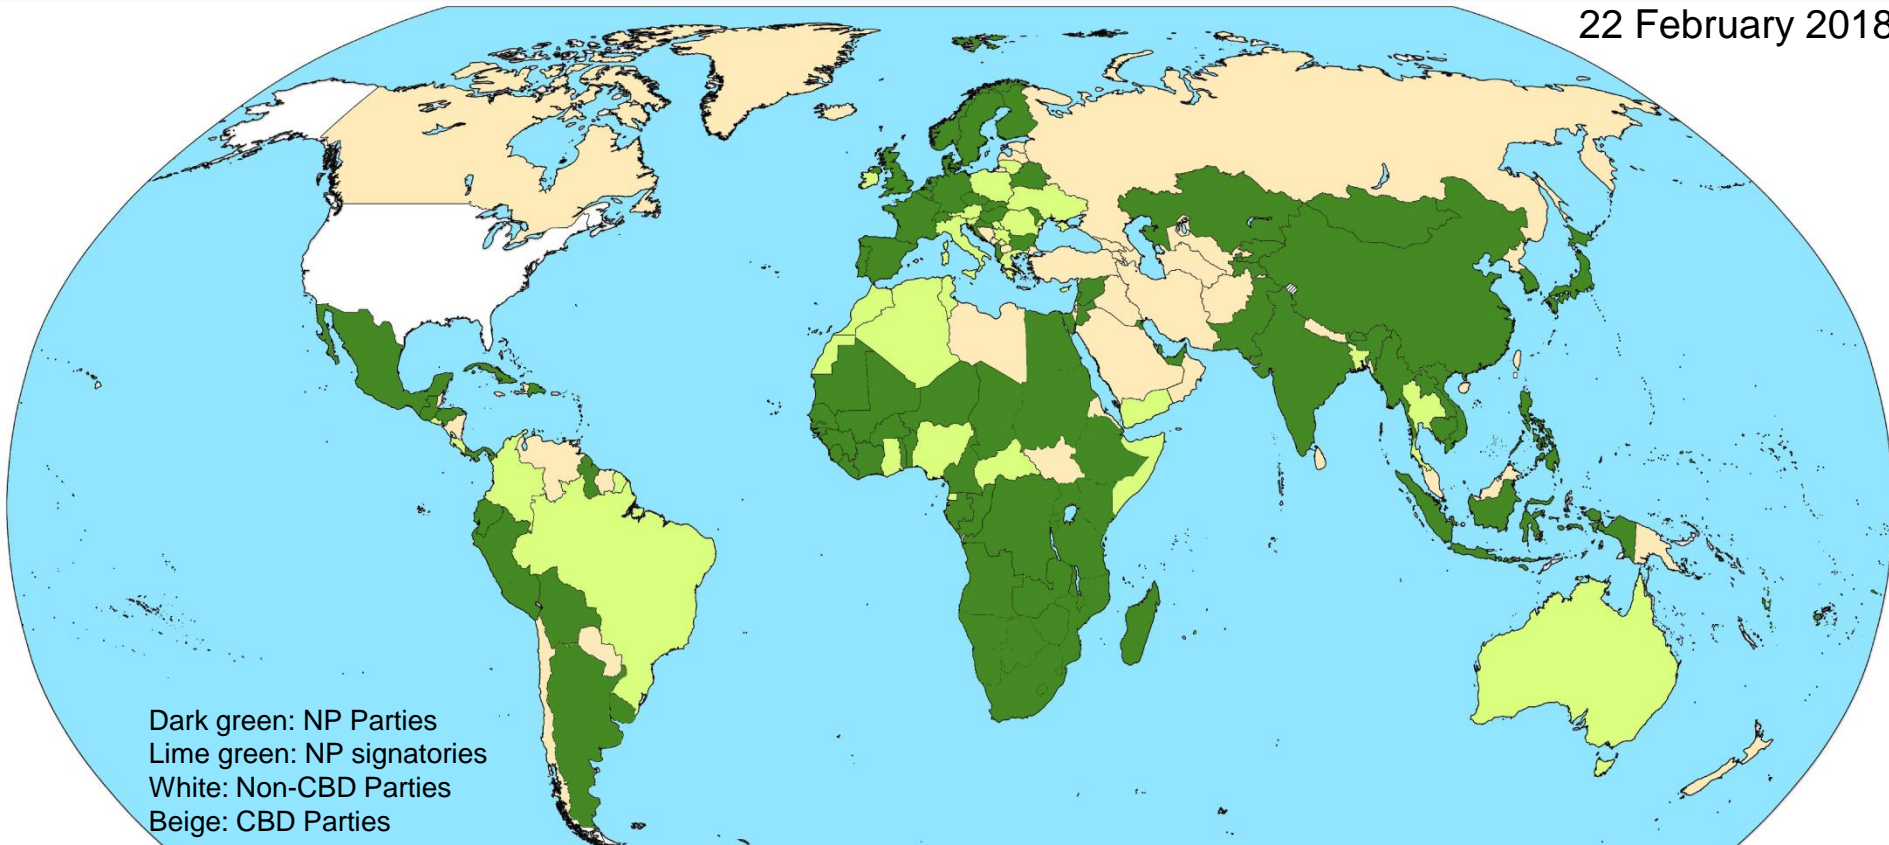 22 February 2018
Dark green: NP Parties
Lime green: NP signatories
White: Non-CBD Parties
Beige: CBD Parties